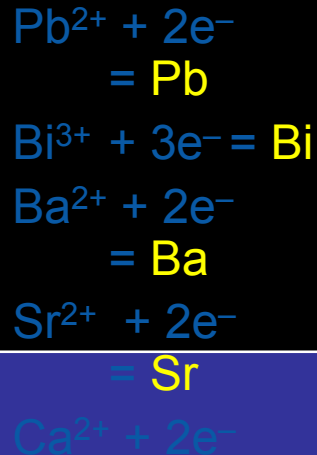 Pb²⁺ + 2e⁻
= Pb
Bi³⁺ + 3e⁻ = Bi
Ba²⁺ + 2e⁻
= Ba
Sr²⁺ + 2e⁻
= Sr
Ca²⁺ + 2e⁻